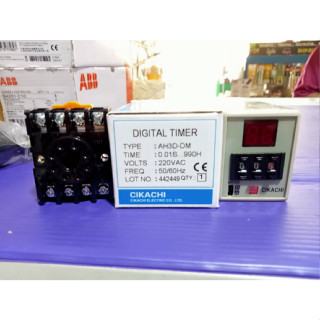 ABB
ABB
DIGITAL TIMER
TYPE : AH3D-DM
TIME : 0.01S 990H
VOLTS : 220VAC
FREQ : 50/60Hz
LOT NO : 442449 QTY : 1
CIKACHI
CIKACHI ELECTRIC CO., LTD.
CIKACHI